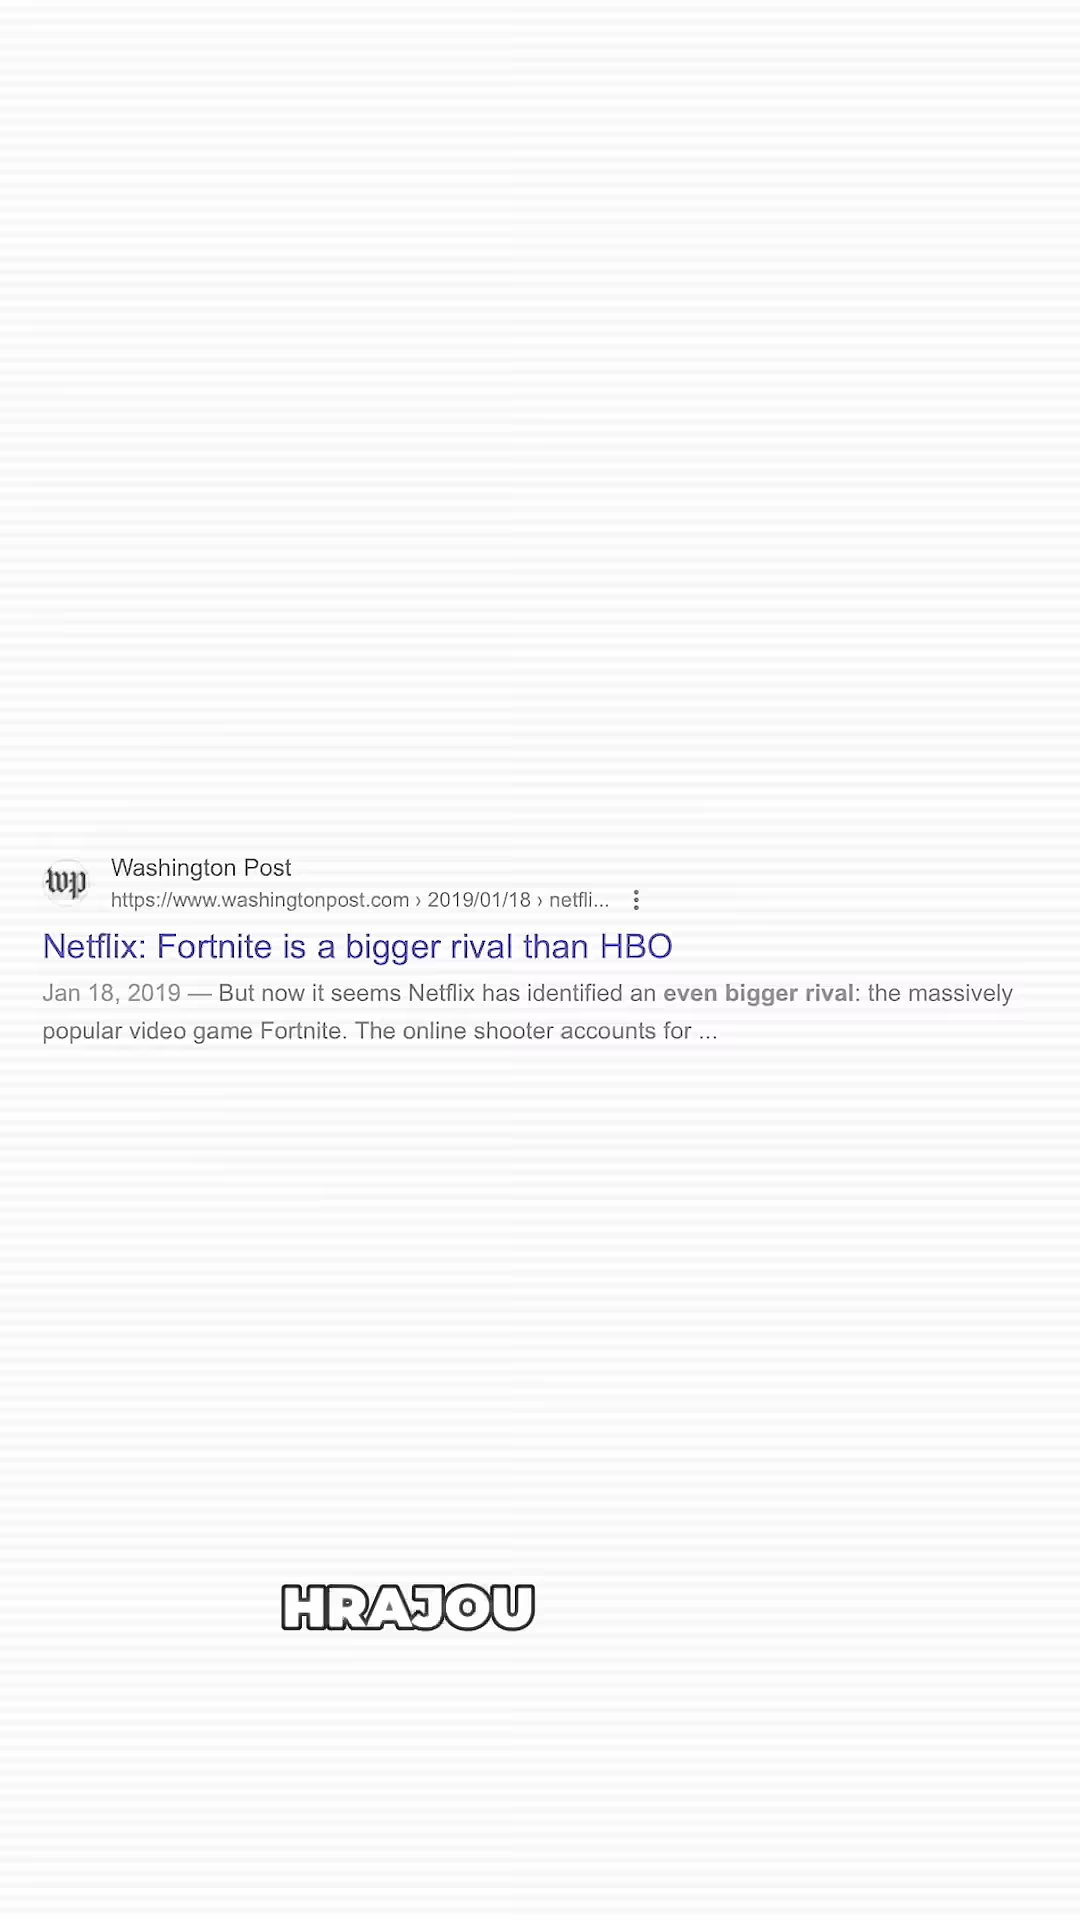 wp
Washington Post
https://www.washingtonpost.com › 2019/01/18 › netfli...
Netflix: Fortnite is a bigger rival than HBO
Jan 18, 2019 — But now it seems Netflix has identified an even bigger rival: the massively
popular video game Fortnite. The online shooter accounts for ...
HRAJOU